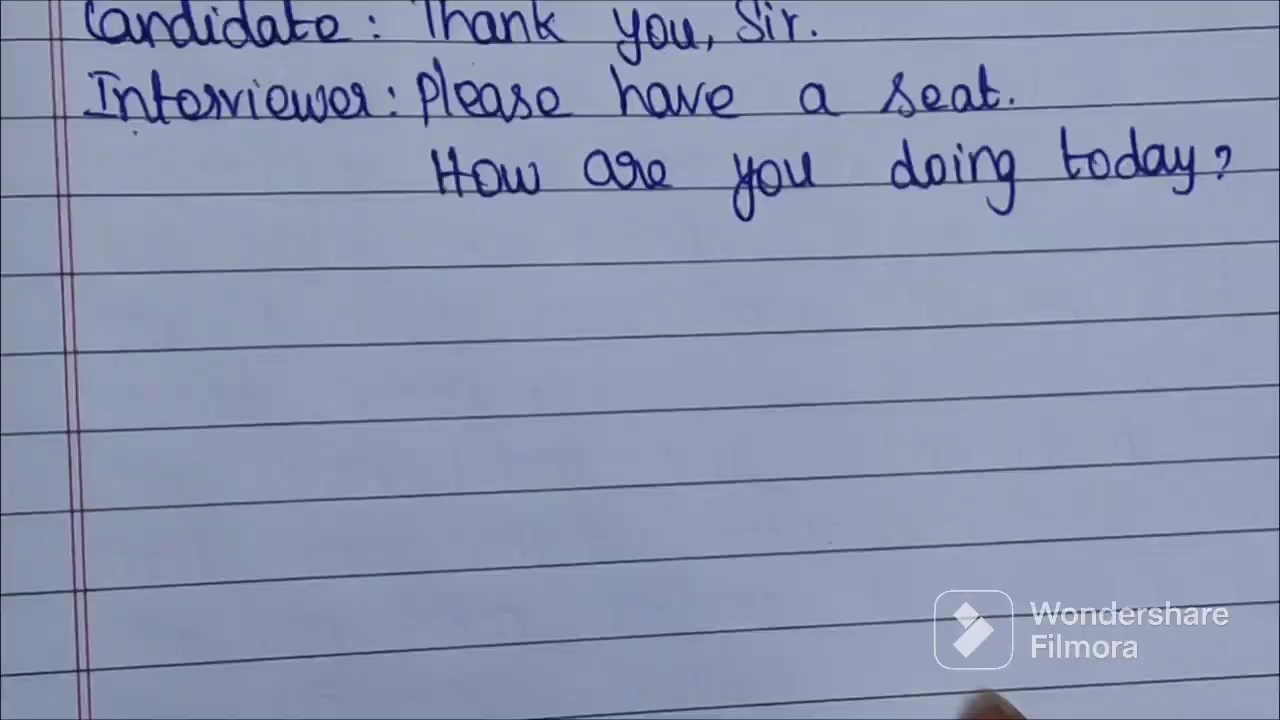 Candidate: Thank you, Sir.
Interviewer: Please have a seat.
How are you doing today?
Wondershare
Filmora